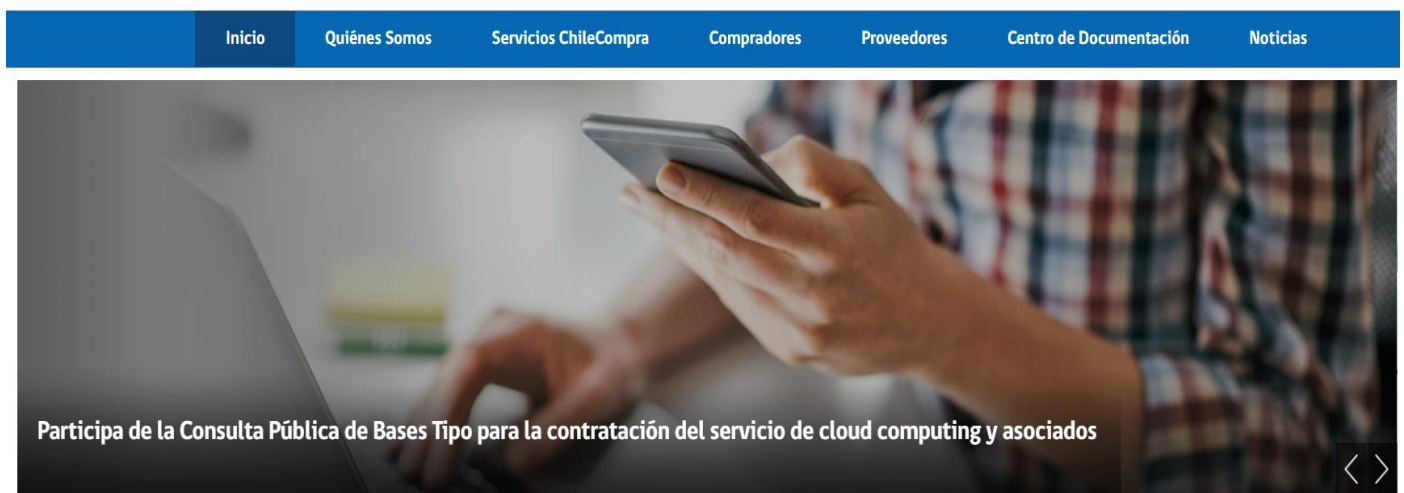 Inicio Quiénes Somos Servicios ChileCompra Compradores Proveedores Centro de Documentación Noticias
Participa de la Consulta Pública de Bases Tipo para la contratación del servicio de cloud computing y asociados